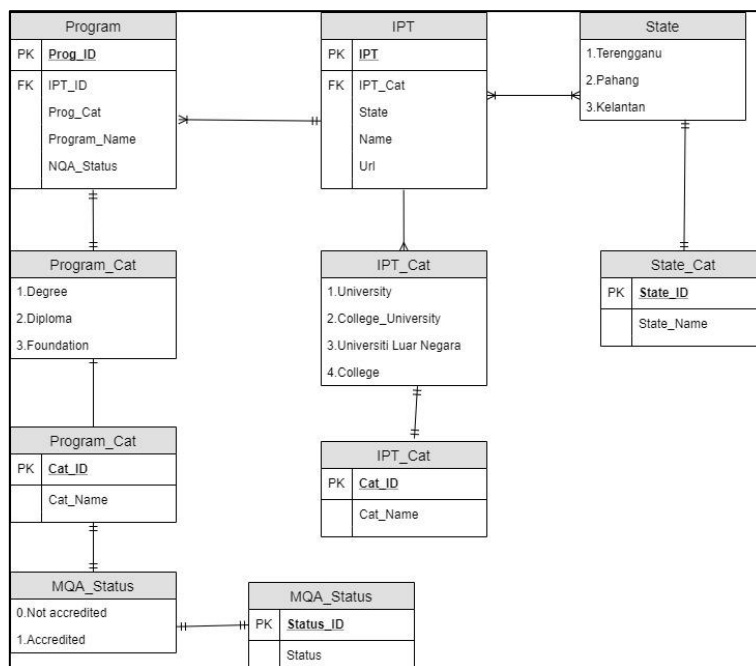 Program
PK Prog_ID
FK IPT_ID
Prog_Cat
Program_Name
NQA_Status
IPT
PK IPT
FK IPT_Cat
State
Name
Url
State
1.Terengganu
2.Pahang
3.Kelantan
Program_Cat
1.Degree
2.Diploma
3.Foundation
IPT_Cat
1.University
2.College_University
3.Universiti Luar Negara
4.College
State_Cat
PK State_ID
State_Name
Program_Cat
PK Cat_ID
Cat_Name
IPT_Cat
PK Cat_ID
Cat_Name
MQA_Status
0.Not accredited
1.Accredited
MQA_Status
PK Status_ID
Status